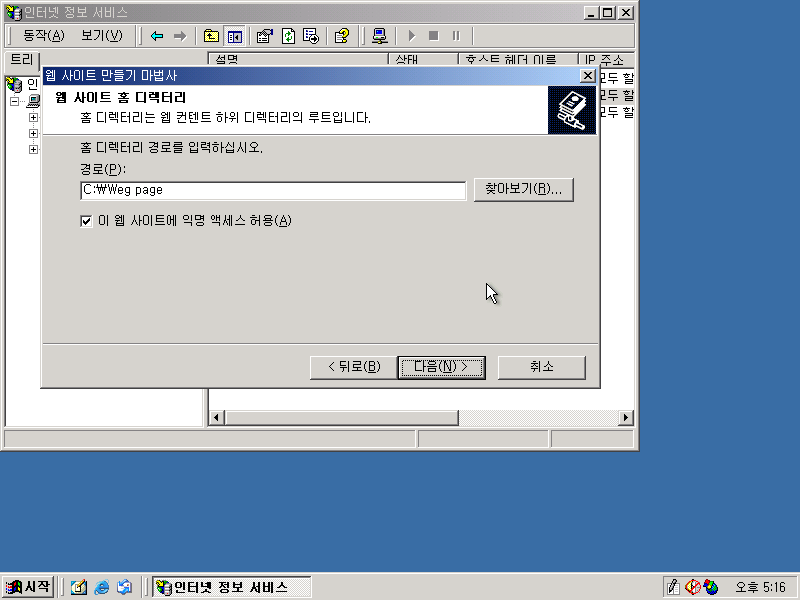 인터넷 정보 서비스
동작(A) 보기(V)
트리
설명 상태 호스트 헤더 이름 IP 주소
인
모두 할
모두 할
모두 할
웹 사이트 만들기 마법사
웹 사이트 홈 디렉터리
홈 디렉터리는 웹 컨텐트 하위 디렉터리의 루트입니다.
홈 디렉터리 경로를 입력하십시오.
경로(P):
C:\Weg page
찾아보기(R)...
이 웹 사이트에 익명 액세스 허용(A)
< 뒤로(B) 다음(N) > 취소
시작 인터넷 정보 서비스 오후 5:16